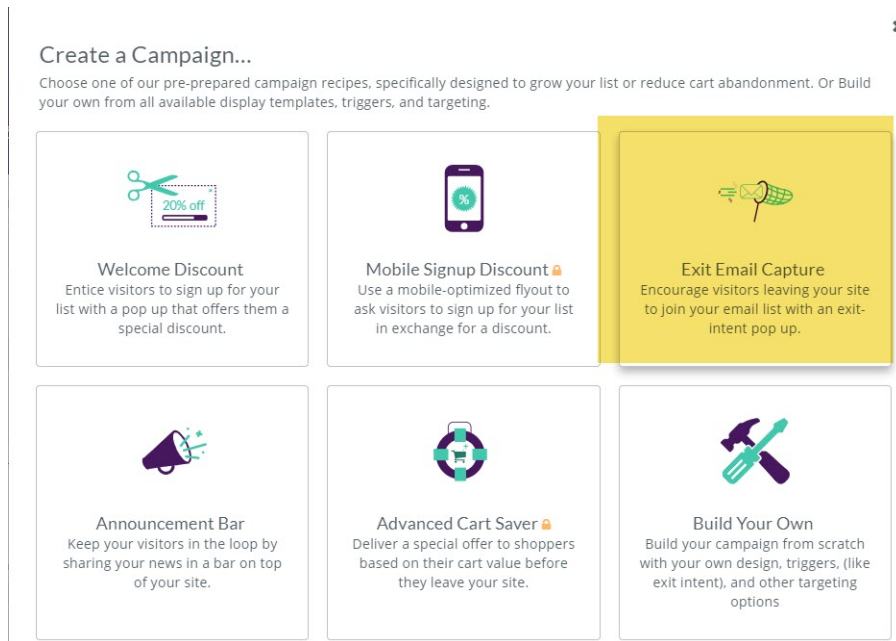 Create a Campaign...
Choose one of our pre-prepared campaign recipes, specifically designed to grow your list or reduce cart abandonment. Or Build
your own from all available display templates, triggers, and targeting.
20% off
Welcome Discount
Entice visitors to sign up for your
list with a pop up that offers them a
special discount.
%
Mobile Signup Discount
Use a mobile-optimized flyout to
ask visitors to sign up for your list
in exchange for a discount.
Exit Email Capture
Encourage visitors leaving your site
to join your email list with an exit-
intent pop up.
Announcement Bar
Keep your visitors in the loop by
sharing your news in a bar on top
of your site.
Advanced Cart Saver
Deliver a special offer to shoppers
based on their cart value before
they leave your site.
Build Your Own
Build your campaign from scratch
with your own design, triggers, (like
exit intent), and other targeting
options